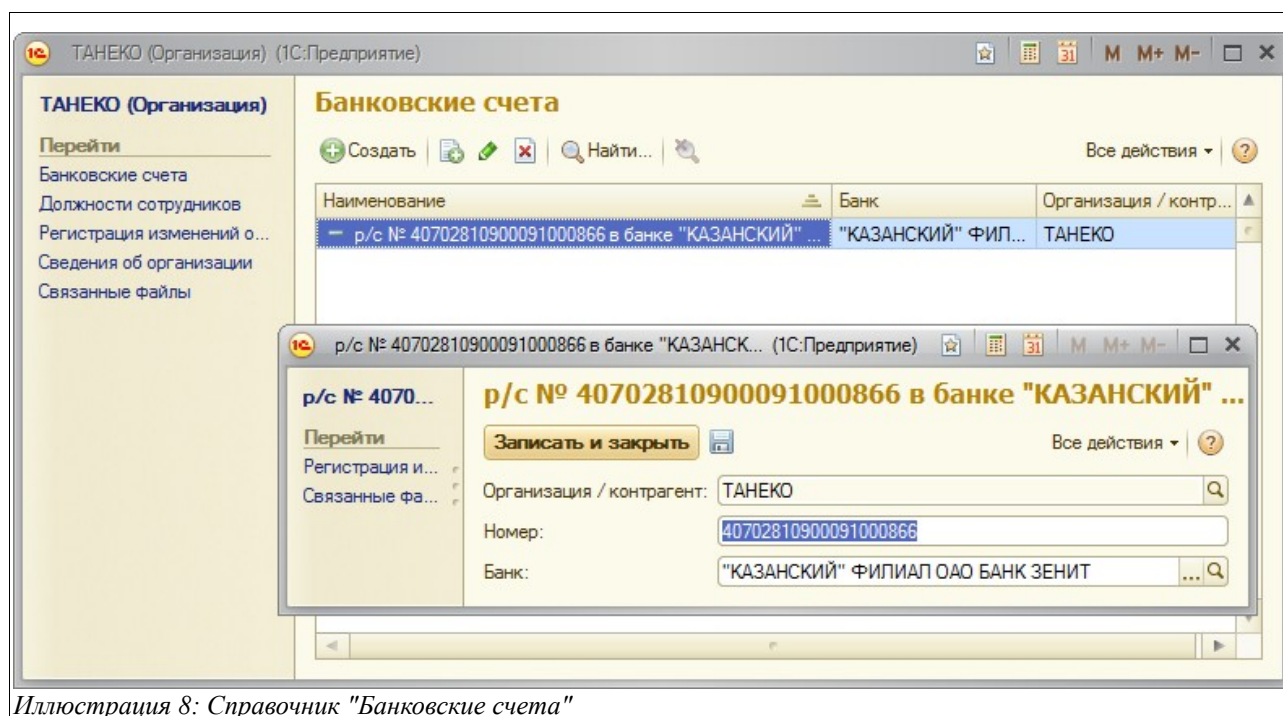 ТАНЕКО (Организация) (1С:Предприятие) M M+ M-
ТАНЕКО (Организация)
Перейти
Банковские счета
Должности сотрудников
Регистрация изменений о...
Сведения об организации
Связанные файлы
Банковские счета
Создать Найти... Все действия
Наименование Банк Организация / контр...
р/с № 40702810900091000866 в банке "КАЗАНСКИЙ" ... "КАЗАНСКИЙ" ФИЛ... ТАНЕКО
р/с № 40702810900091000866 в банке "КАЗАНСК... (1С:Предприятие) M M+ M-
р/с № 4070...
Перейти
Регистрация и...
Связанные фа...
р/с № 40702810900091000866 в банке "КАЗАНСКИЙ" ...
Записать и закрыть Все действия
Организация / контрагент: ТАНЕКО
Номер: 40702810900091000866
Банк: "КАЗАНСКИЙ" ФИЛИАЛ ОАО БАНК ЗЕНИТ ...
Иллюстрация 8: Справочник "Банковские счета"